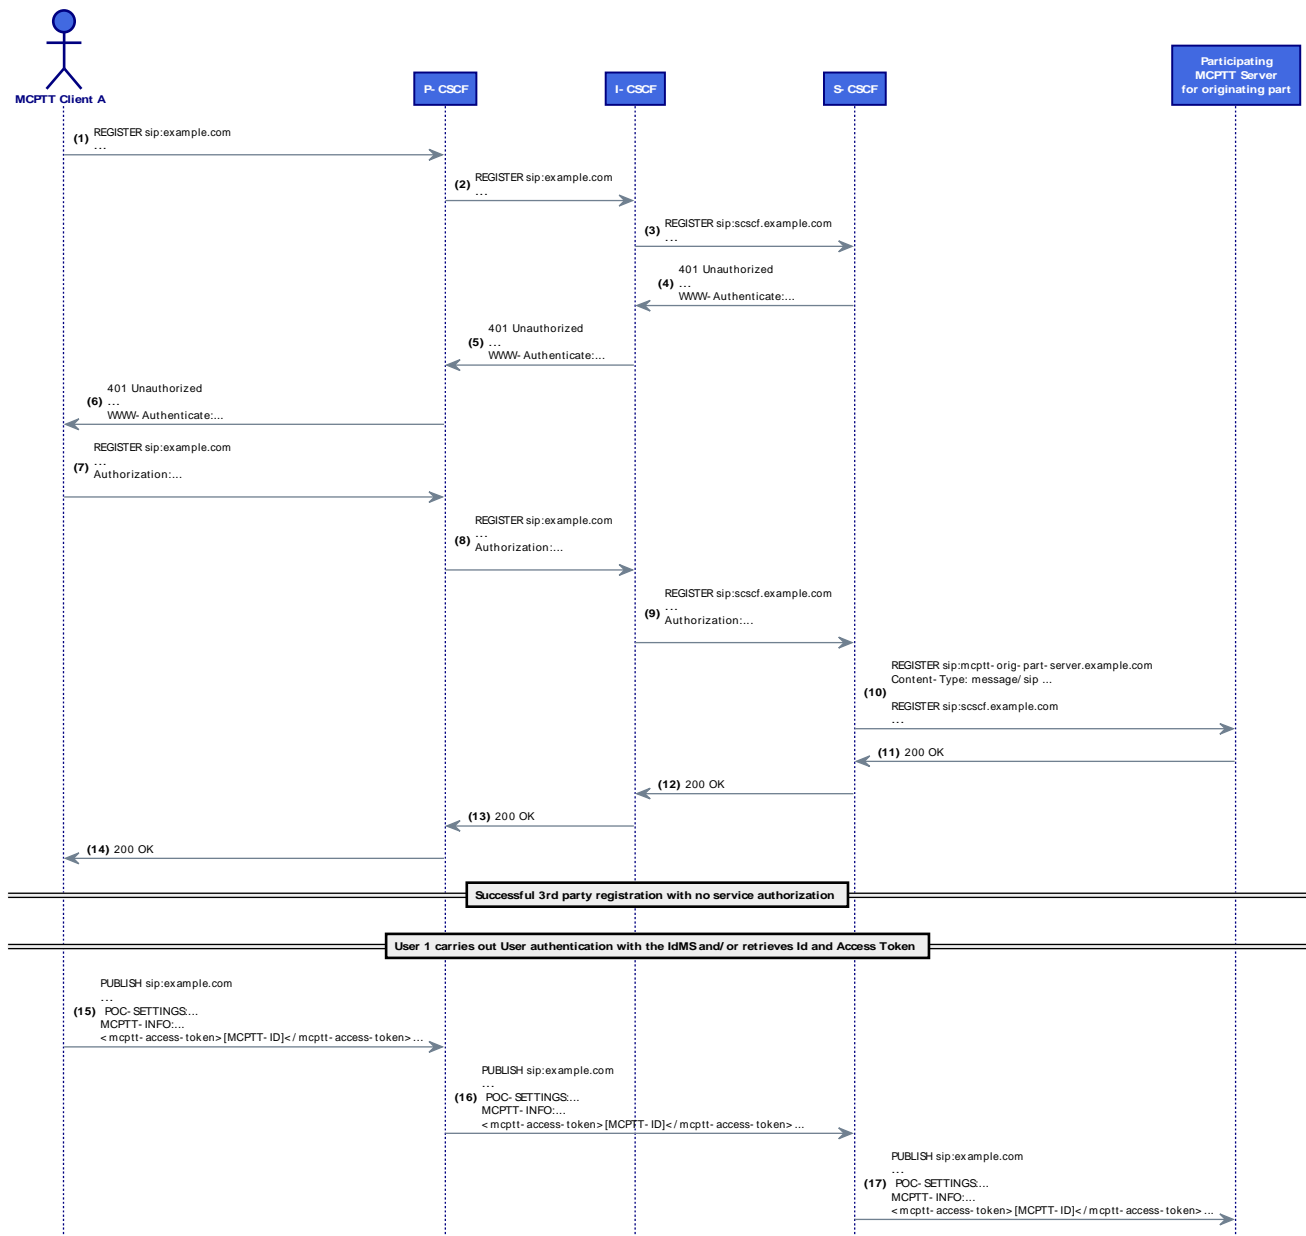 MCPTT Client A
P- CSCF
I- CSCF
S- CSCF
Participating
MCPTT Server
for originating part
(1) REGISTER sip:example.com
...
(2) REGISTER sip:example.com
...
(3) REGISTER sip:scscf.example.com
...
401 Unauthorized
(4) ...
WWW- Authenticate:...
401 Unauthorized
(5) ...
WWW- Authenticate:...
401 Unauthorized
(6) ...
WWW- Authenticate:...
REGISTER sip:example.com
(7) ...
Authorization:...
REGISTER sip:example.com
(8) ...
Authorization:...
REGISTER sip:scscf.example.com
(9) ...
Authorization:...
REGISTER sip:mcptt- orig- part- server.example.com
Content- Type: message/ sip ...
(10)
REGISTER sip:scscf.example.com
...
(11) 200 OK
(12) 200 OK
(13) 200 OK
(14) 200 OK
Successful 3rd party registration with no service authorization
User 1 carries out User authentication with the IdMS and/ or retrieves Id and Access Token
PUBLISH sip:example.com
...
(15) POC- SETTINGS:...
MCPTT- INFO:...
< mcptt- access- token> [MCPTT- ID]< / mcptt- access- token> ...
PUBLISH sip:example.com
...
(16) POC- SETTINGS:...
MCPTT- INFO:...
< mcptt- access- token> [MCPTT- ID]< / mcptt- access- token> ...
PUBLISH sip:example.com
...
(17) POC- SETTINGS:...
MCPTT- INFO:...
< mcptt- access- token> [MCPTT- ID]< / mcptt- access- token> ...